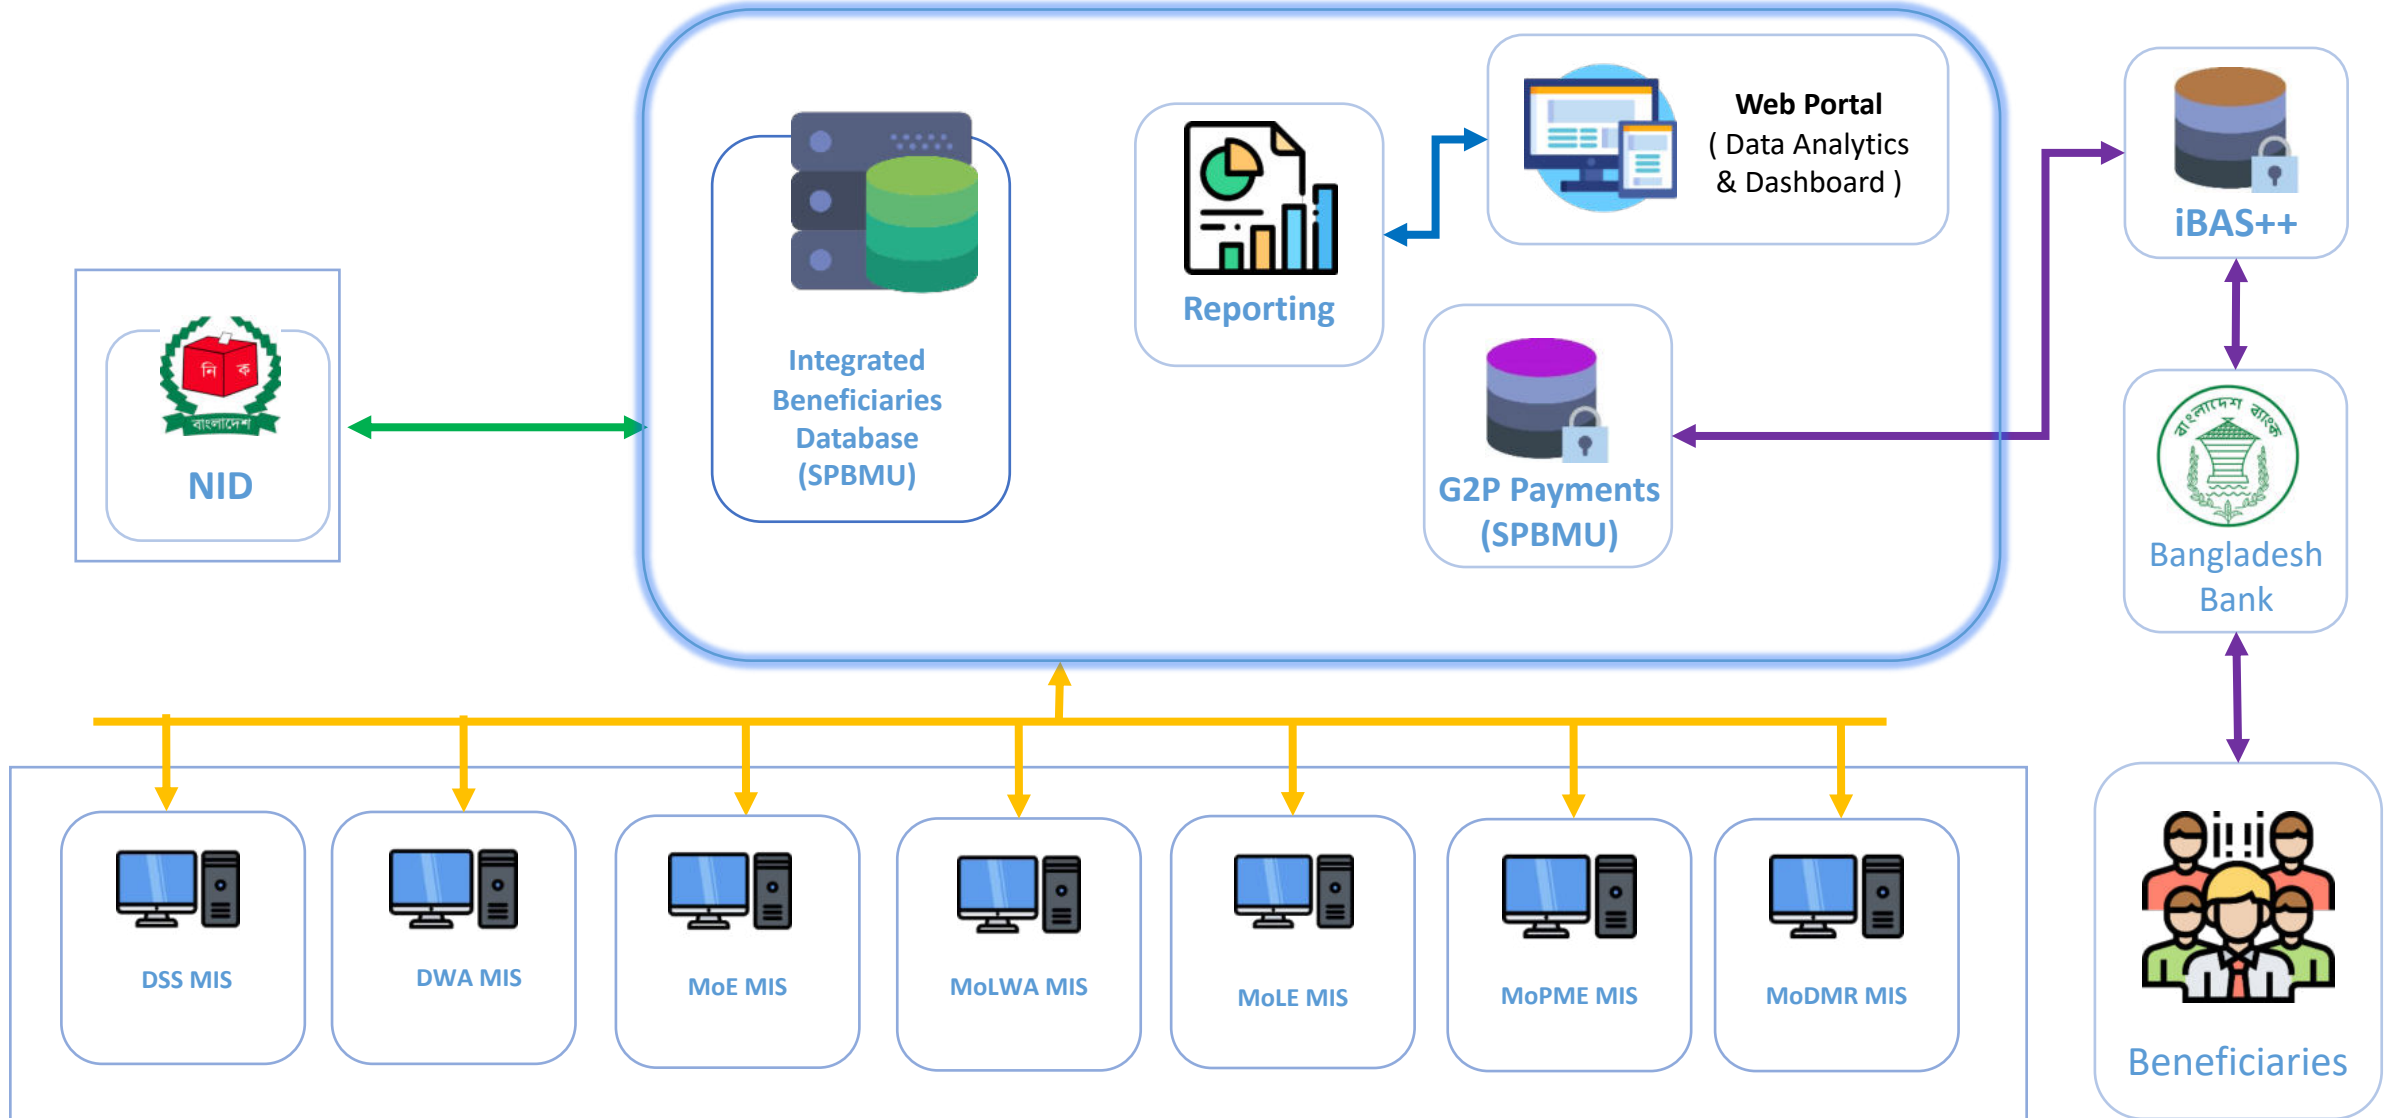 Web Portal
( Data Analytics
& Dashboard )
iBAS++
Reporting
Integrated
Beneficiaries
Database
(SPBMU)
নি ক
বাংলাদেশ
NID
G2P Payments
(SPBMU)
বাংলাদেশ ব্যাংক
Bangladesh
Bank
DSS MIS
DWA MIS
MoE MIS
MoLWA MIS
MoLE MIS
MoPME MIS
MoDMR MIS
Beneficiaries